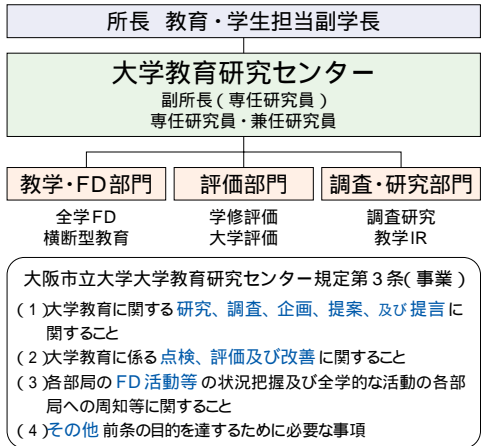 所長 教育・学生担当副学長
大学教育研究センター
副所長(専任研究員)
専任研究員・兼任研究員
教学・FD部門
評価部門
調査・研究部門
全学FD
横断型教育
学修評価
大学評価
調査研究
教学IR
大阪市立大学大学教育研究センター規定第3条(事業)
(1)大学教育に関する研究、調査、企画、提案、及び提言に
関すること
(2)大学教育に係る点検、評価及び改善に関すること
(3)各部局のFD活動等の状況把握及び全学的な活動の各部
局への周知等に関すること
(4)その他前条の目的を達するために必要な事項